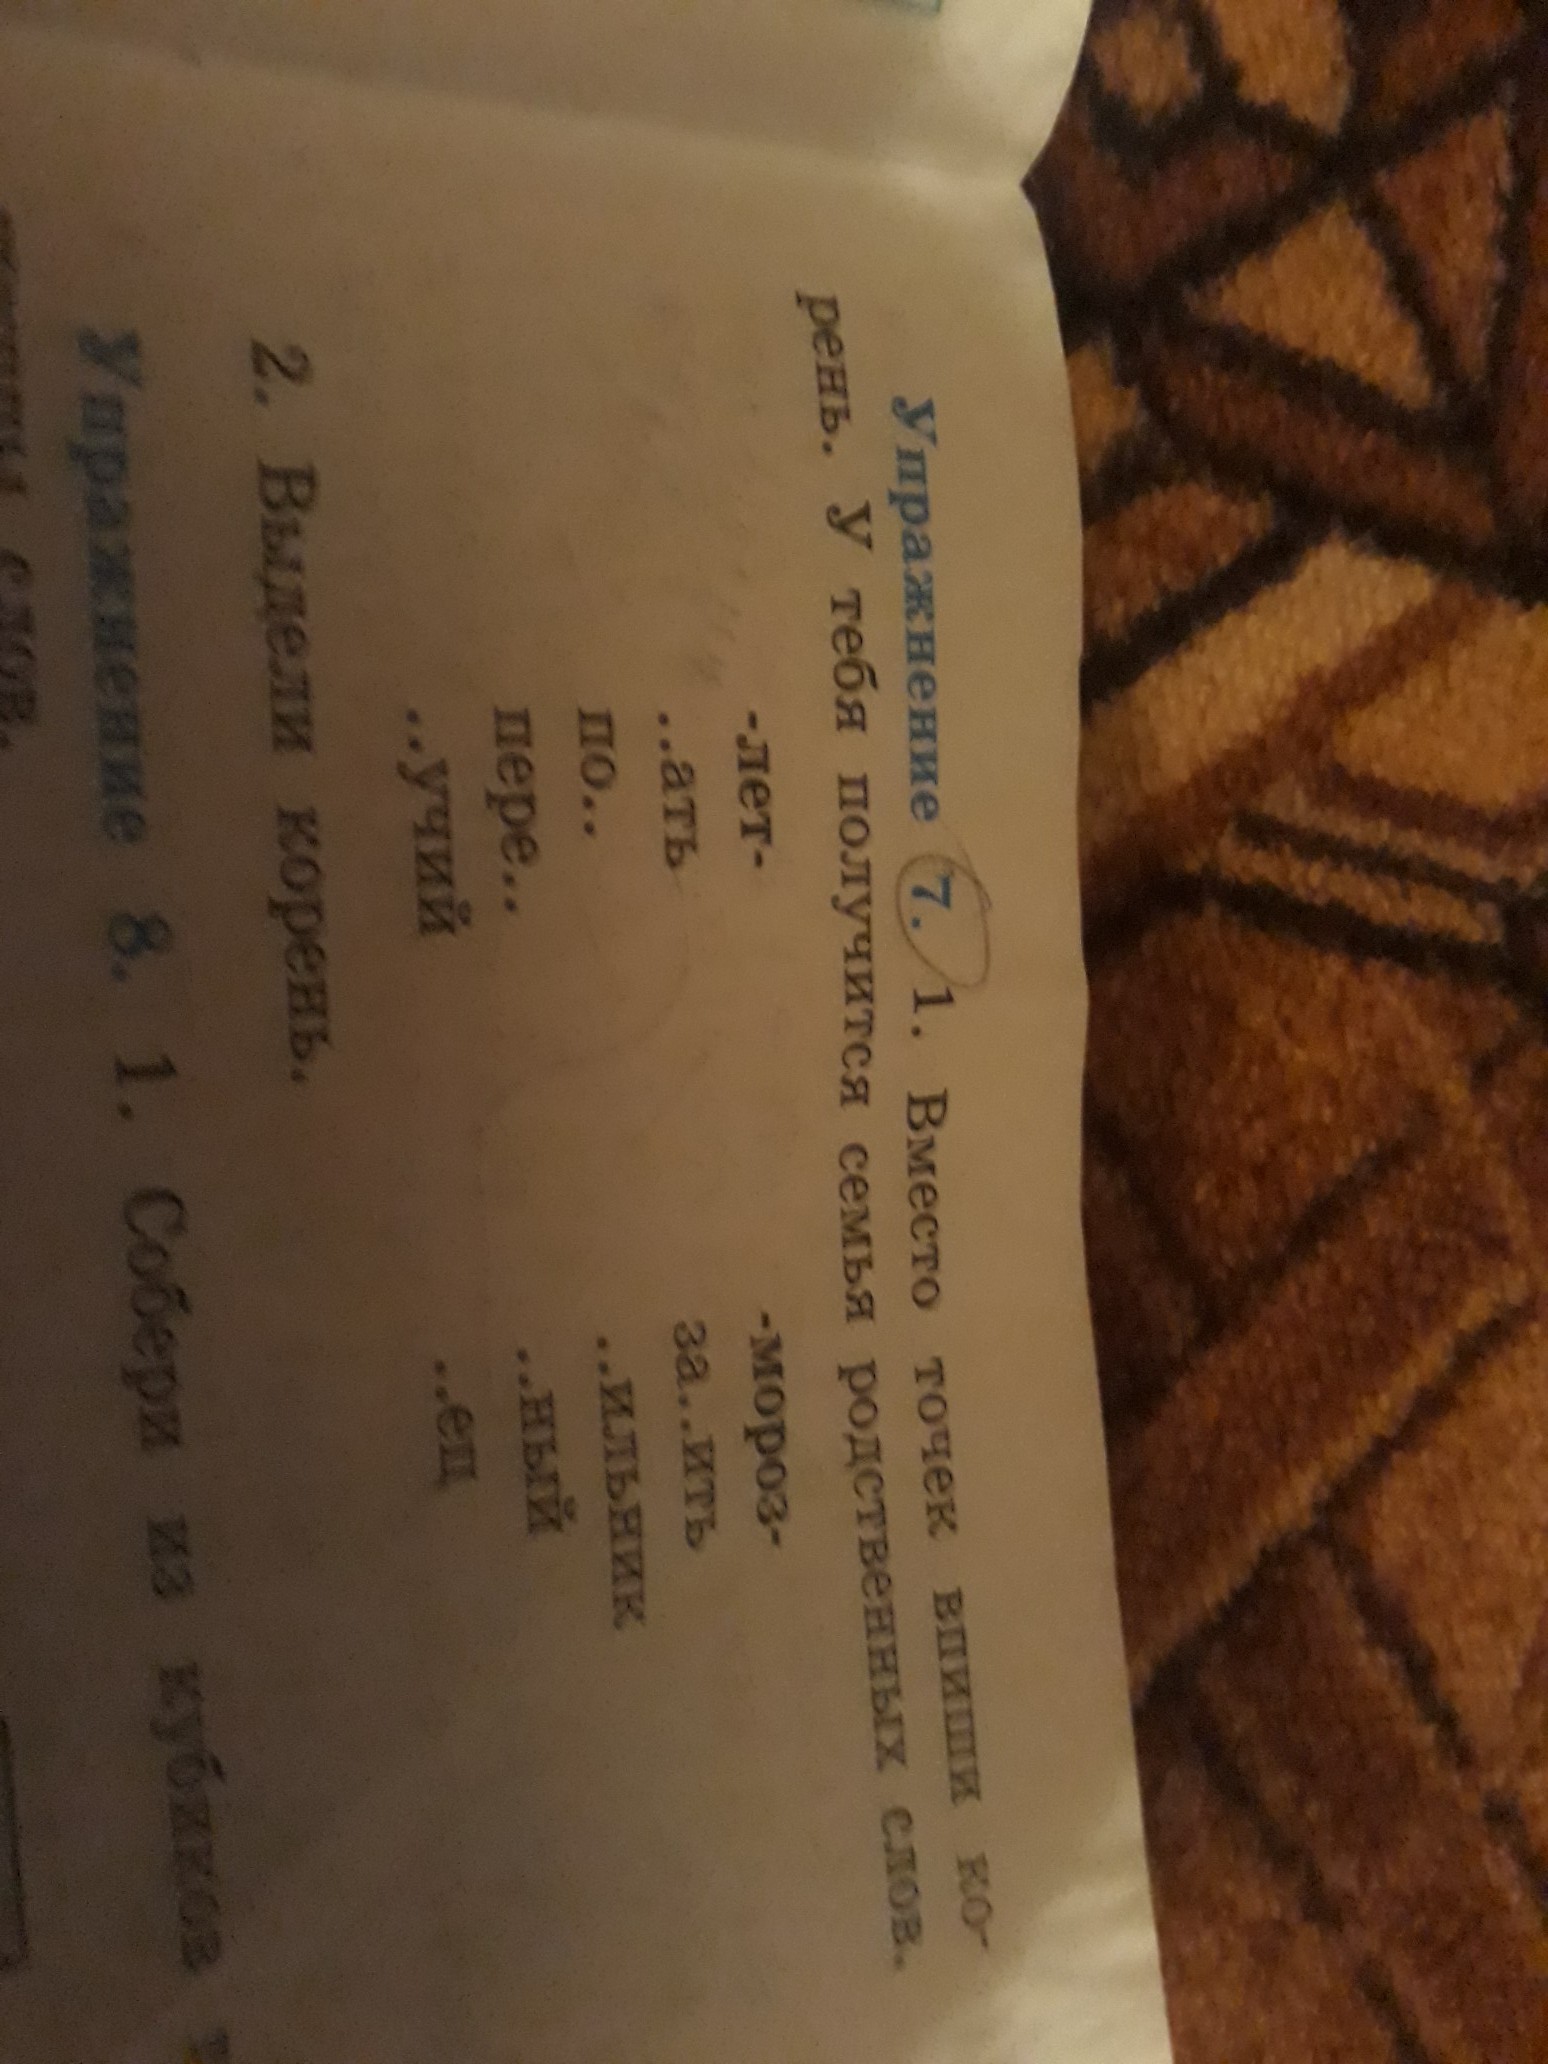 Упражнение 7. 1. Вместо точек впиши ко-
рень. У тебя получится семья родственных слов.
-лет- -мороз-
..ать за..ить
по.. ..ильник
пере.. ..ный
..учий ..ец
2. Выдели корень.
Упражнение 8. 1. Собери из кубиков
слов.